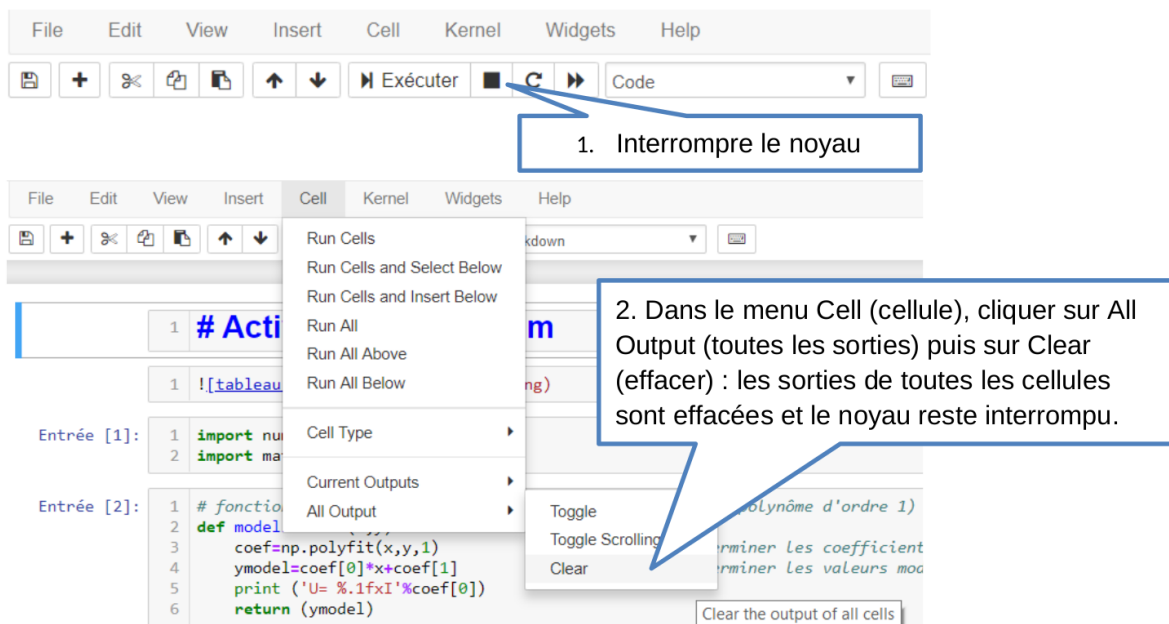 File Edit View Insert Cell Kernel Widgets Help
Exécuter Code
1. Interrompre le noyau
File Edit View Insert Cell Kernel Widgets Help
kdown
Run Cells
Run Cells and Select Below
Run Cells and Insert Below
Run All
Run All Above
Run All Below
Cell Type
Current Outputs
All Output
Toggle
Toggle Scrolling
Clear
Clear the output of all cells
2. Dans le menu Cell (cellule), cliquer sur All
Output (toutes les sorties) puis sur Clear
(effacer) : les sorties de toutes les cellules
sont effacées et le noyau reste interrompu.
1 # Acti m
1 ![tableau ng)
Entrée [1]: 1 import nu
2 import ma
Entrée [2]: 1 # fonctio polynôme d'ordre 1)
2 def model
3 coef=np.polyfit(x,y,1) erminer les coefficient
4 ymodel=coef[0]*x+coef[1] erminer les valeurs mod
5 print ('U= %.1fxI'%coef[0])
6 return (ymodel)